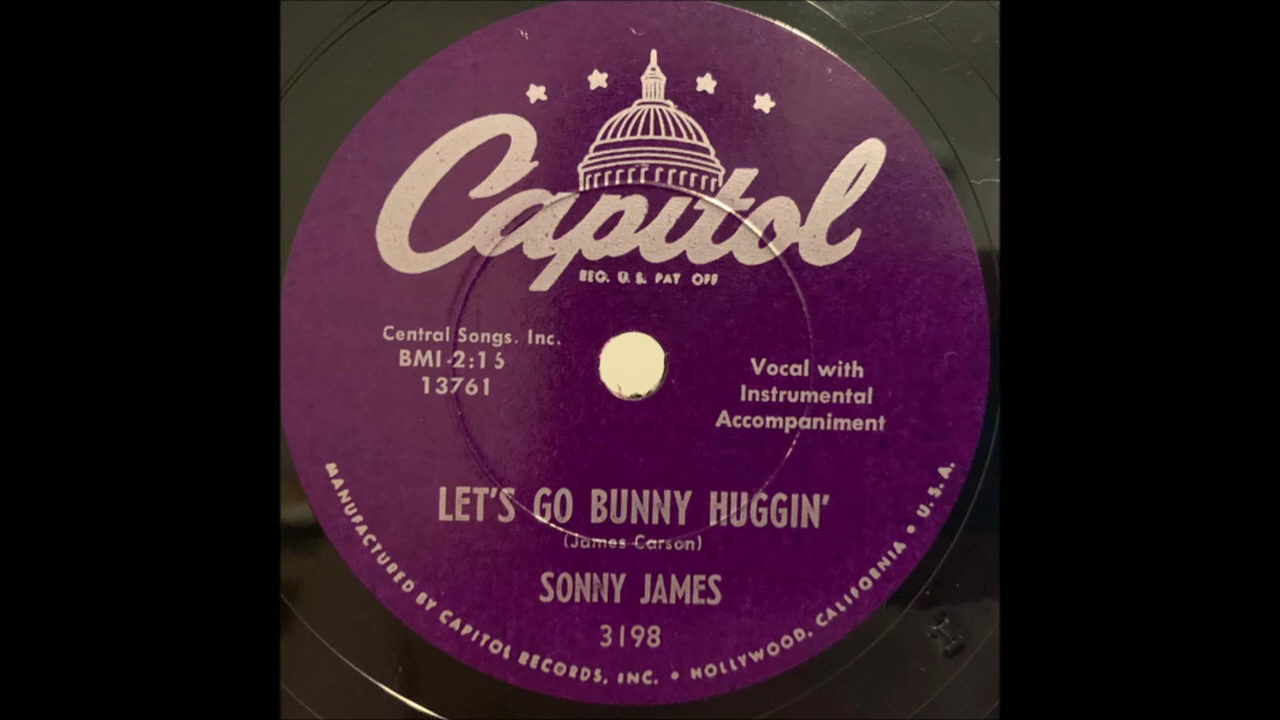 Capitol
REG. U.S. PAT OFF
Central Songs, Inc.
BMI-2:15
13761
Vocal with
Instrumental
Accompaniment
LET'S GO BUNNY HUGGIN'
(James Carson)
SONNY JAMES
3198
MANUFACTURED BY CAPITOL RECORDS, INC. • HOLLYWOOD, CALIFORNIA • U.S.A.